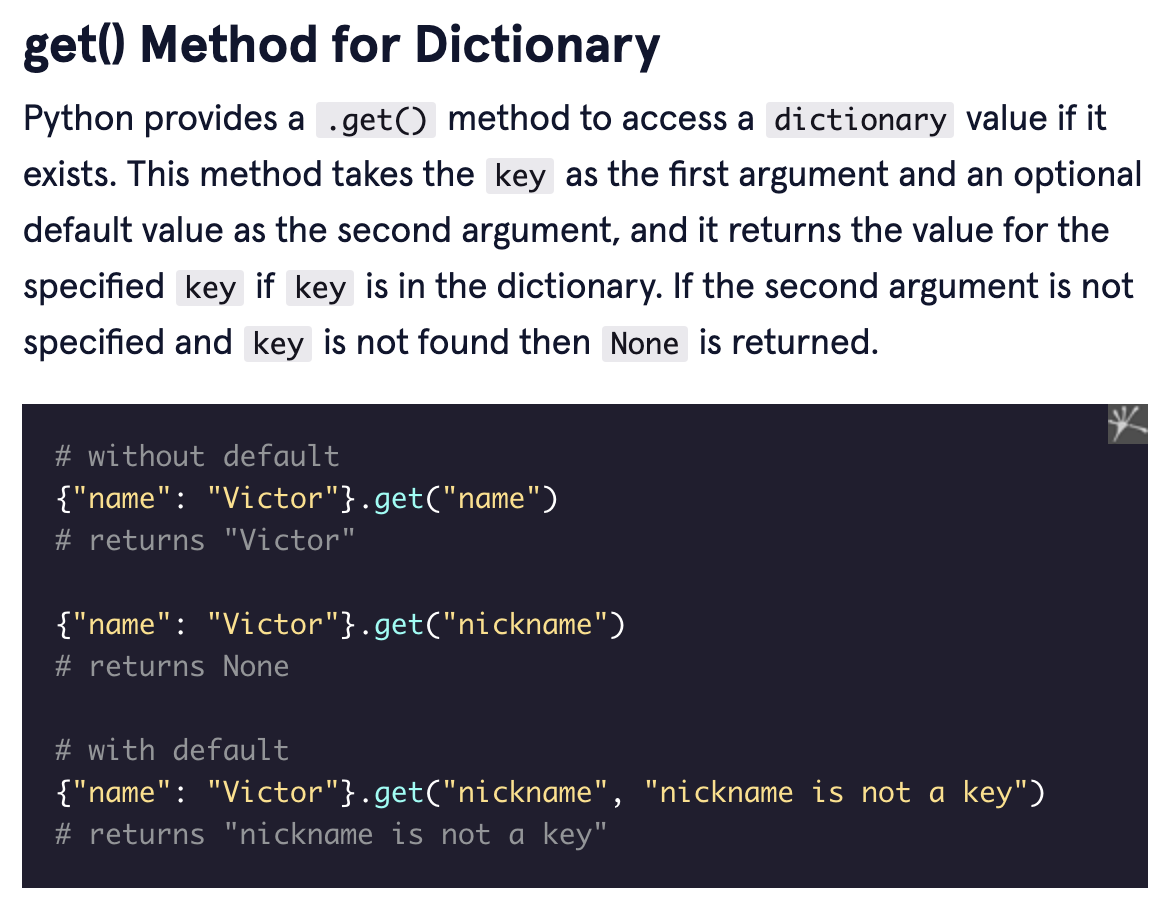 get() Method for Dictionary
Python provides a .get() method to access a dictionary value if it
exists. This method takes the key as the first argument and an optional
default value as the second argument, and it returns the value for the
specified key if key is in the dictionary. If the second argument is not
specified and key is not found then None is returned.
# without default
{"name": "Victor"}.get("name")
# returns "Victor"
{"name": "Victor"}.get("nickname")
# returns None
# with default
{"name": "Victor"}.get("nickname", "nickname is not a key")
# returns "nickname is not a key"